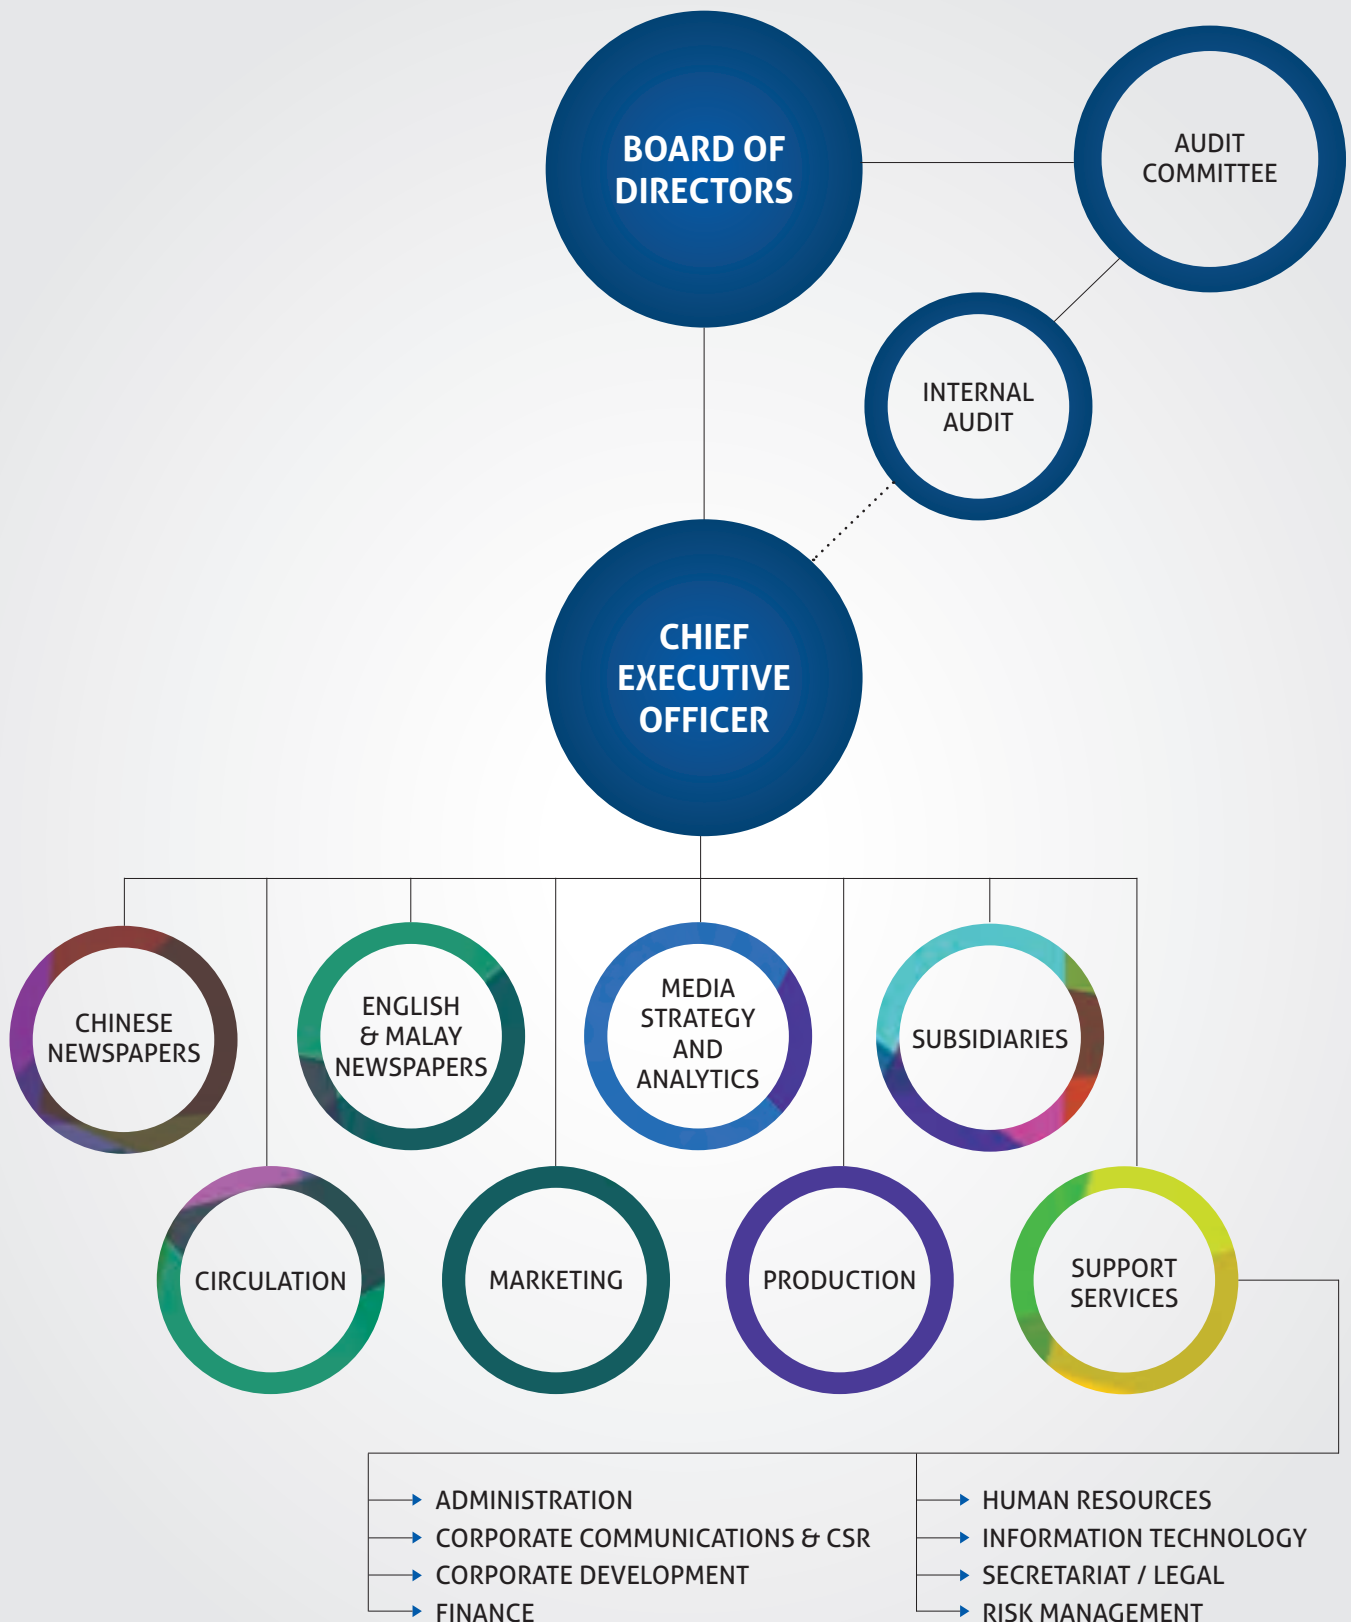 BOARD OF
DIRECTORS
AUDIT
COMMITTEE
INTERNAL
AUDIT
CHIEF
EXECUTIVE
OFFICER
CHINESE
NEWSPAPERS
ENGLISH
& MALAY
NEWSPAPERS
MEDIA
STRATEGY
AND
ANALYTICS
SUBSIDIARIES
CIRCULATION
MARKETING
PRODUCTION
SUPPORT
SERVICES
ADMINISTRATION
CORPORATE COMMUNICATIONS & CSR
CORPORATE DEVELOPMENT
FINANCE
HUMAN RESOURCES
INFORMATION TECHNOLOGY
SECRETARIAT / LEGAL
RISK MANAGEMENT